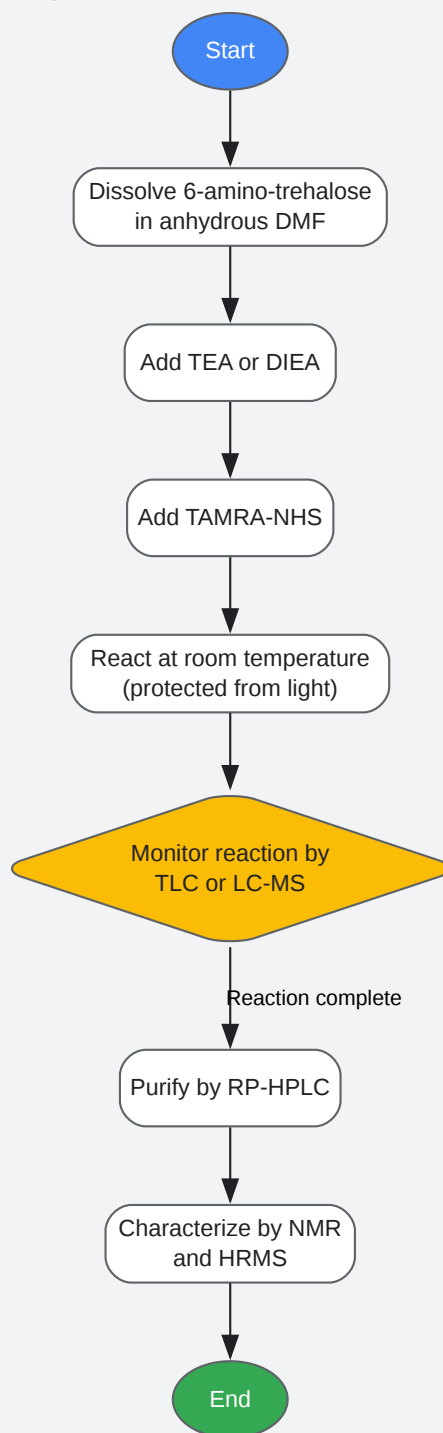 Start
Dissolve 6-amino-trehalose
in anhydrous DMF
Add TEA or DIEA
Add TAMRA-NHS
React at room temperature
(protected from light)
Monitor reaction by
TLC or LC-MS
Reaction complete
Purify by RP-HPLC
Characterize by NMR
and HRMS
End